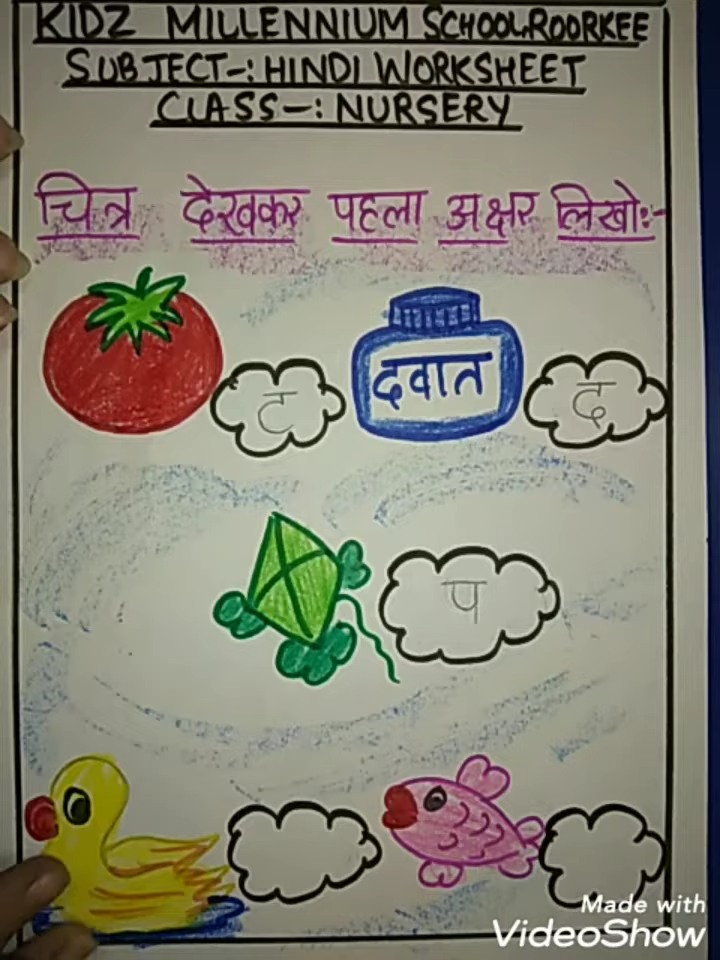 KIDZ MILLENNIUM SCHOOL,ROORKEE
SUBJECT-:HINDI WORKSHEET
CLASS-:NURSERY
चित्र देखकर पहला अक्षर लिखो:-
ट दवात द
प
Made with
VideoShow